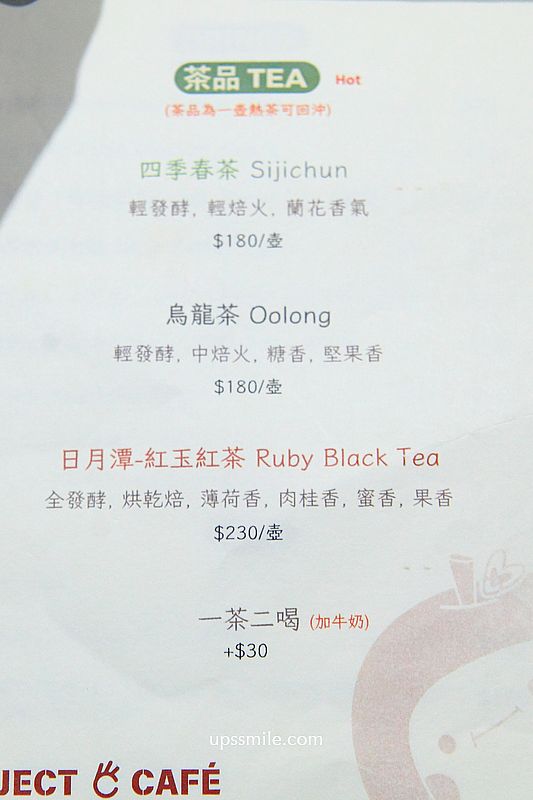 茶品 TEA Hot
(茶品為一壺熱茶可回沖)
四季春茶 Sijichun
輕發酵, 輕焙火, 蘭花香氣
$180/壺
烏龍茶 Oolong
輕發酵, 中焙火, 糖香, 堅果香
$180/壺
日月潭-紅玉紅茶 Ruby Black Tea
全發酵, 烘乾焙, 薄荷香, 肉桂香, 蜜香, 果香
$230/壺
一茶二喝 (加牛奶)
+$30
upssmile.com
JECT CAFÉ